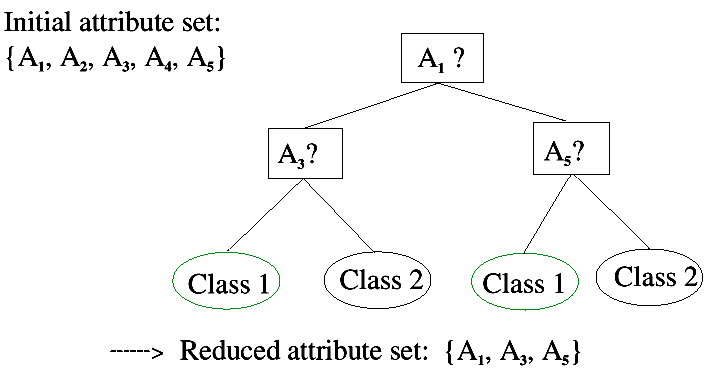 Initial attribute set:
{A₁, A₂, A₃, A₄, A₅}
A₁ ?
A₃?
A₅?
Class 1
Class 2
Class 1
Class 2
------> Reduced attribute set: {A₁, A₃, A₅}